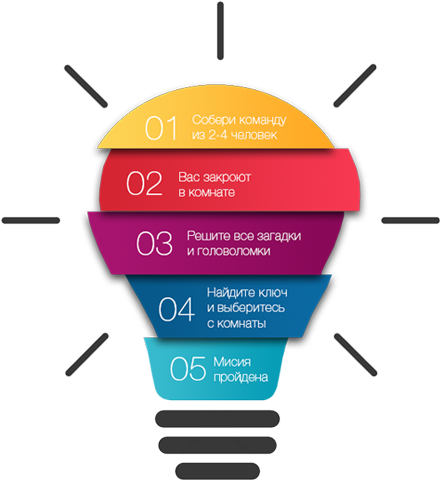 01
Собери команду
из 2-4 человек
02
Вас закроют
в комнате
03
Решите все загадки
и головоломки
04
Найдите ключ
и выберитесь
с комнаты
05
Мисия
пройдена